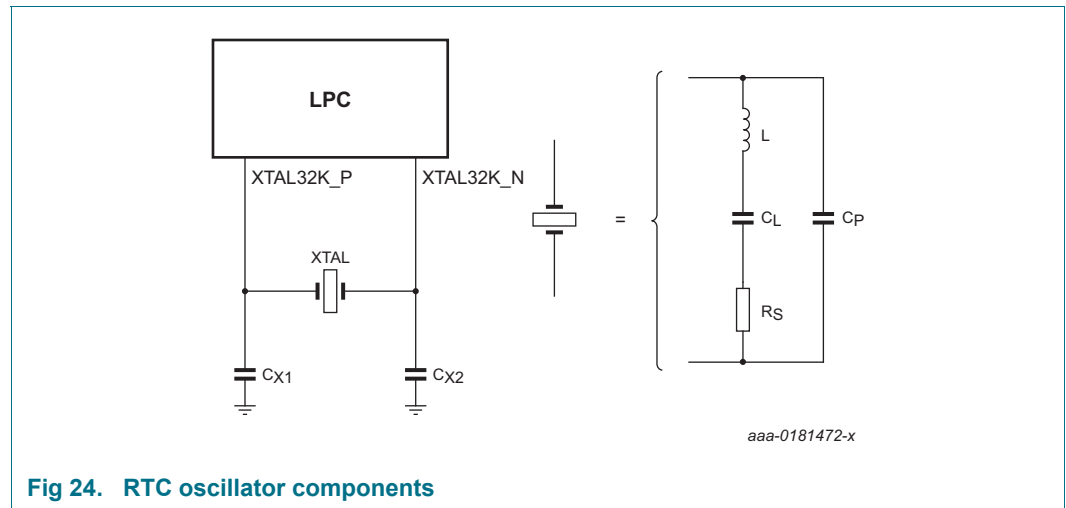 LPC
XTAL32K_P
XTAL32K_N
XTAL
CX1
CX2
=
L
CL
CP
RS
aaa-0181472-x
Fig 24. RTC oscillator components